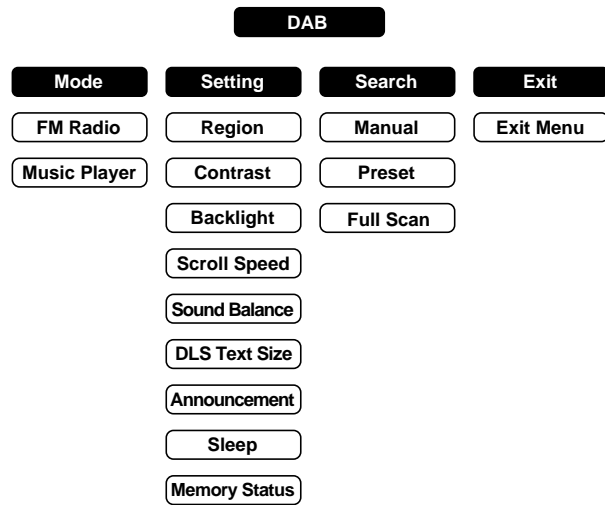 DAB
Mode
Setting
Search
Exit
FM Radio
Region
Manual
Exit Menu
Music Player
Contrast
Preset
Backlight
Full Scan
Scroll Speed
Sound Balance
DLS Text Size
Announcement
Sleep
Memory Status